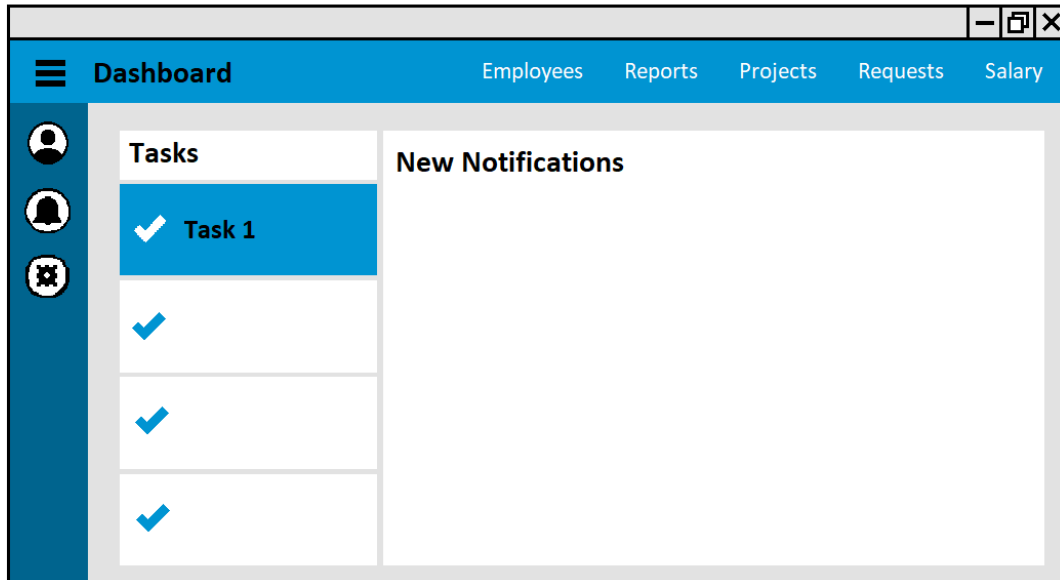 Dashboard Employees Reports Projects Requests Salary
Tasks
New Notifications
Task 1